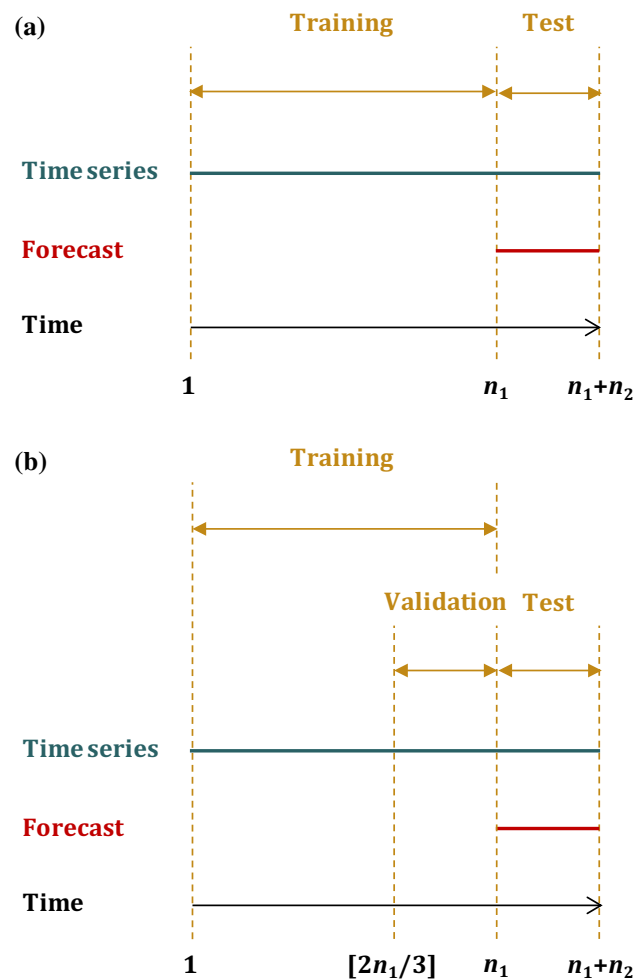 (a)
Training Test
Time series
Forecast
Time
1 n₁ n₁+n₂
(b)
Training
Validation Test
Time series
Forecast
Time
1 [2n₁/3] n₁ n₁+n₂